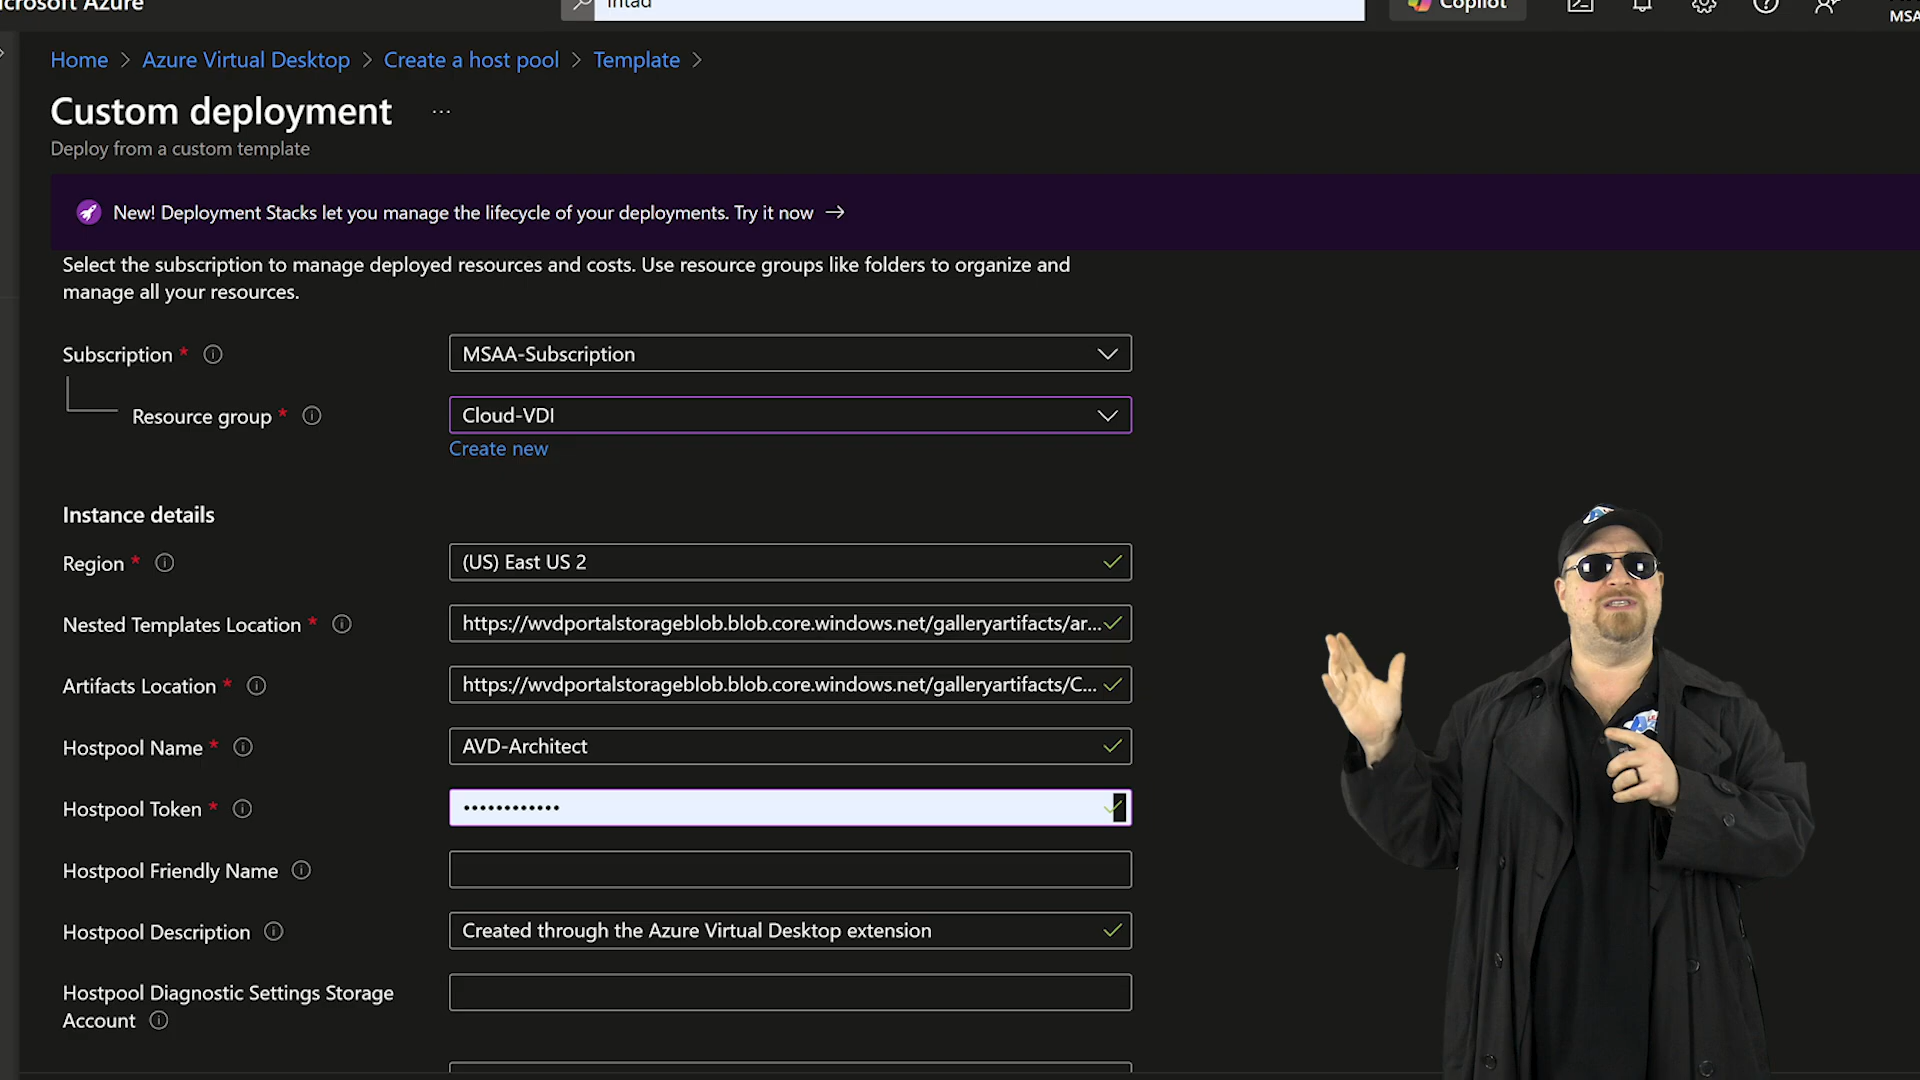 Microsoft Azure
Copilot
MSA
Home > Azure Virtual Desktop > Create a host pool > Template >
Custom deployment ...
Deploy from a custom template
New! Deployment Stacks let you manage the lifecycle of your deployments. Try it now →
Select the subscription to manage deployed resources and costs. Use resource groups like folders to organize and
manage all your resources.
Subscription *
MSAA-Subscription
Resource group *
Cloud-VDI
Create new
Instance details
Region *
(US) East US 2
Nested Templates Location *
https://wvdportalstorageblob.blob.core.windows.net/galleryartifacts/ar...
Artifacts Location *
https://wvdportalstorageblob.blob.core.windows.net/galleryartifacts/C...
Hostpool Name *
AVD-Architect
Hostpool Token *
••••••••••••
Hostpool Friendly Name
Hostpool Description
Created through the Azure Virtual Desktop extension
Hostpool Diagnostic Settings Storage
Account